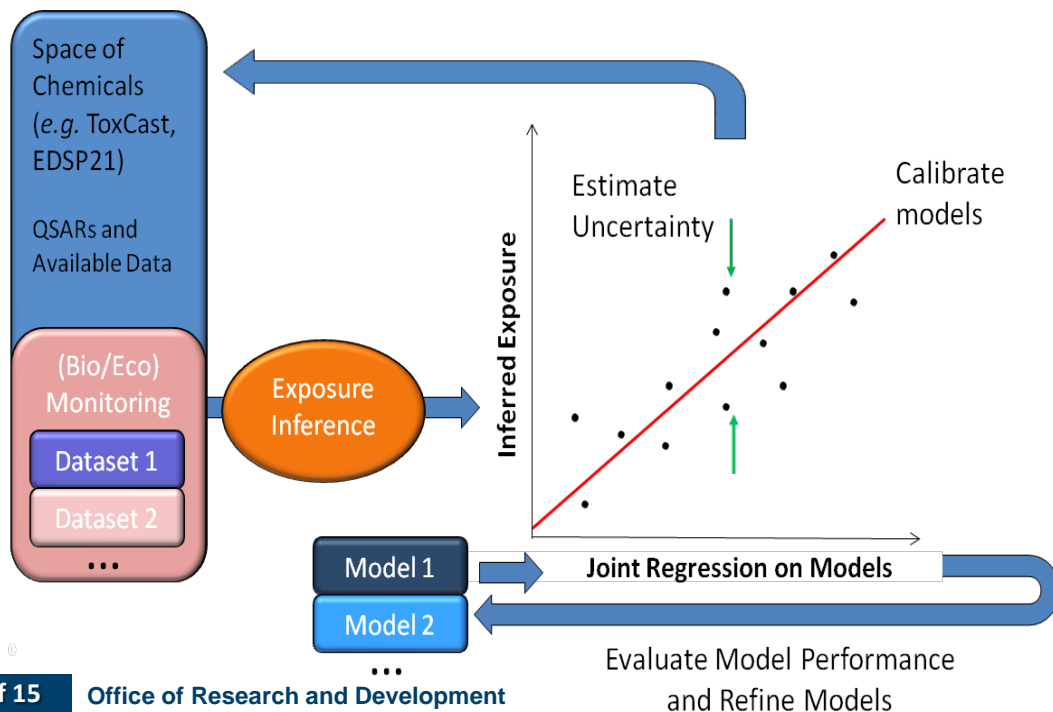 Space of
Chemicals
(e.g. ToxCast,
EDSP21)
QSARs and
Available Data
(Bio/Eco)
Monitoring
Dataset 1
Dataset 2
...
Exposure
Inference
Estimate
Uncertainty
Calibrate
models
Inferred Exposure
Model 1
Joint Regression on Models
Model 2
...
Evaluate Model Performance
and Refine Models
f 15
Office of Research and Development